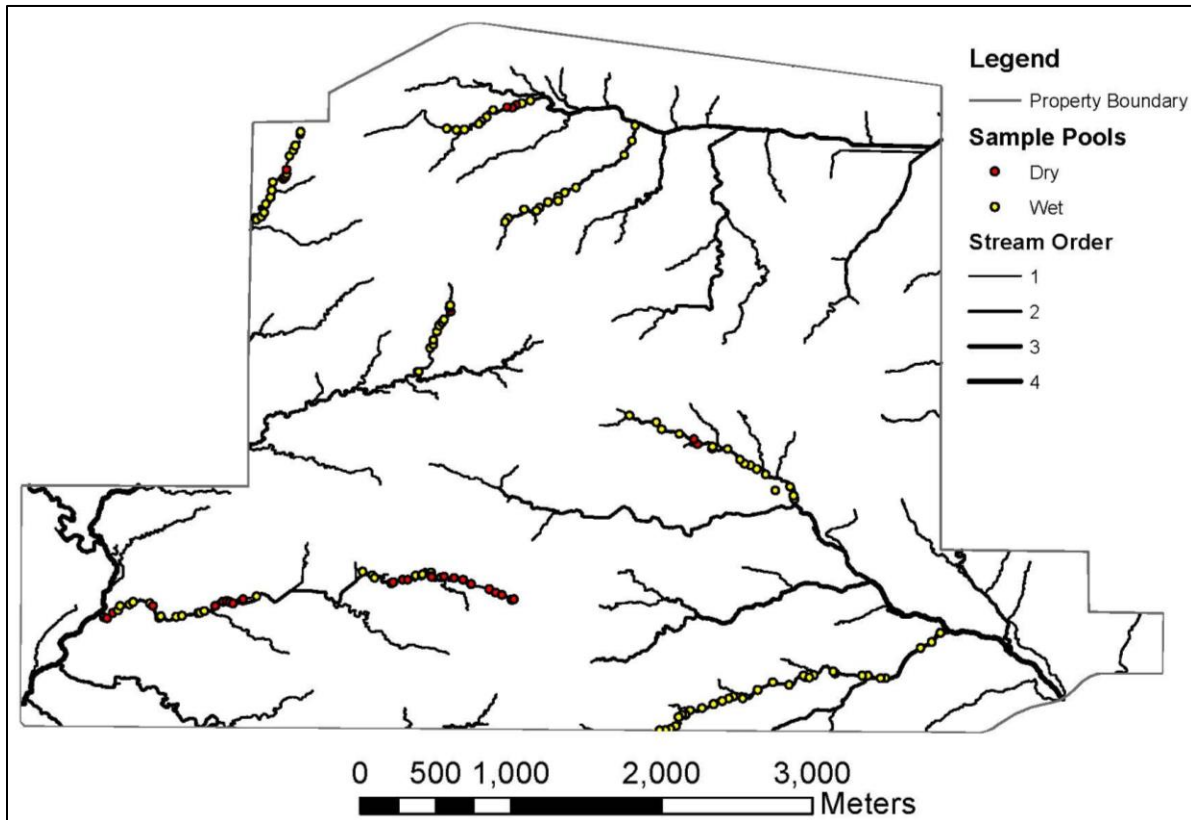 Legend
Property Boundary
Sample Pools
Dry
Wet
Stream Order
1
2
3
4
0 500 1,000 2,000 3,000
Meters